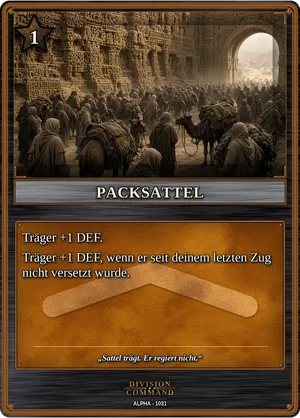 1
PACKSATTEL
Träger +1 DEF.
Träger +1 DEF, wenn er seit deinem letzten Zug
nicht versetzt wurde.
„Sattel trägt. Er regiert nicht.“
DIVISION
COMMAND
ALPHA - 1031